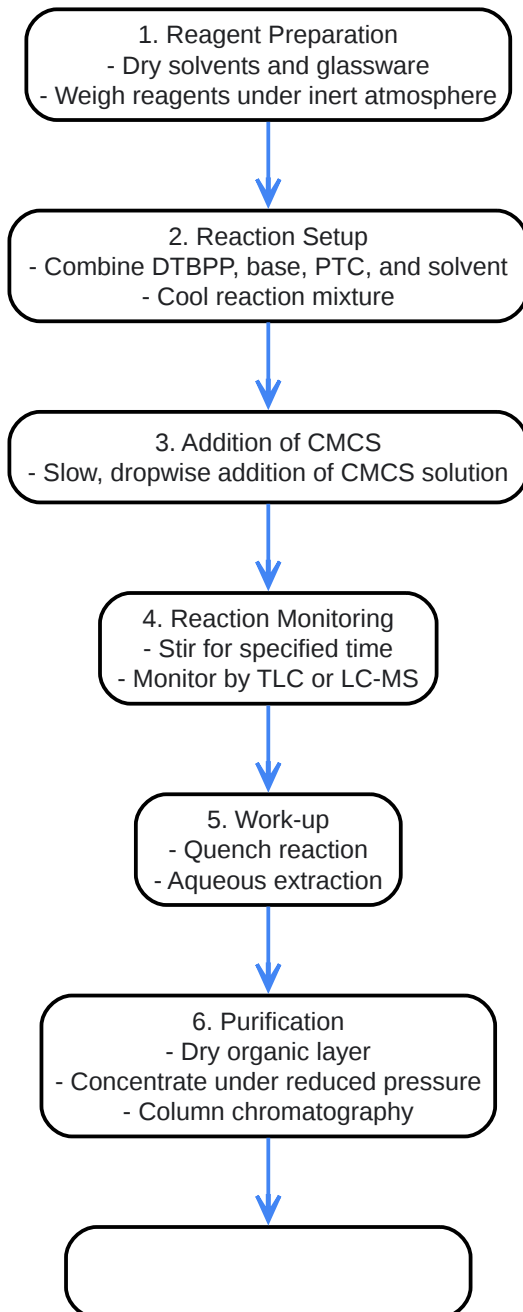 1. Reagent Preparation
- Dry solvents and glassware
- Weigh reagents under inert atmosphere
2. Reaction Setup
- Combine DTBPP, base, PTC, and solvent
- Cool reaction mixture
3. Addition of CMCS
- Slow, dropwise addition of CMCS solution
4. Reaction Monitoring
- Stir for specified time
- Monitor by TLC or LC-MS
5. Work-up
- Quench reaction
- Aqueous extraction
6. Purification
- Dry organic layer
- Concentrate under reduced pressure
- Column chromatography